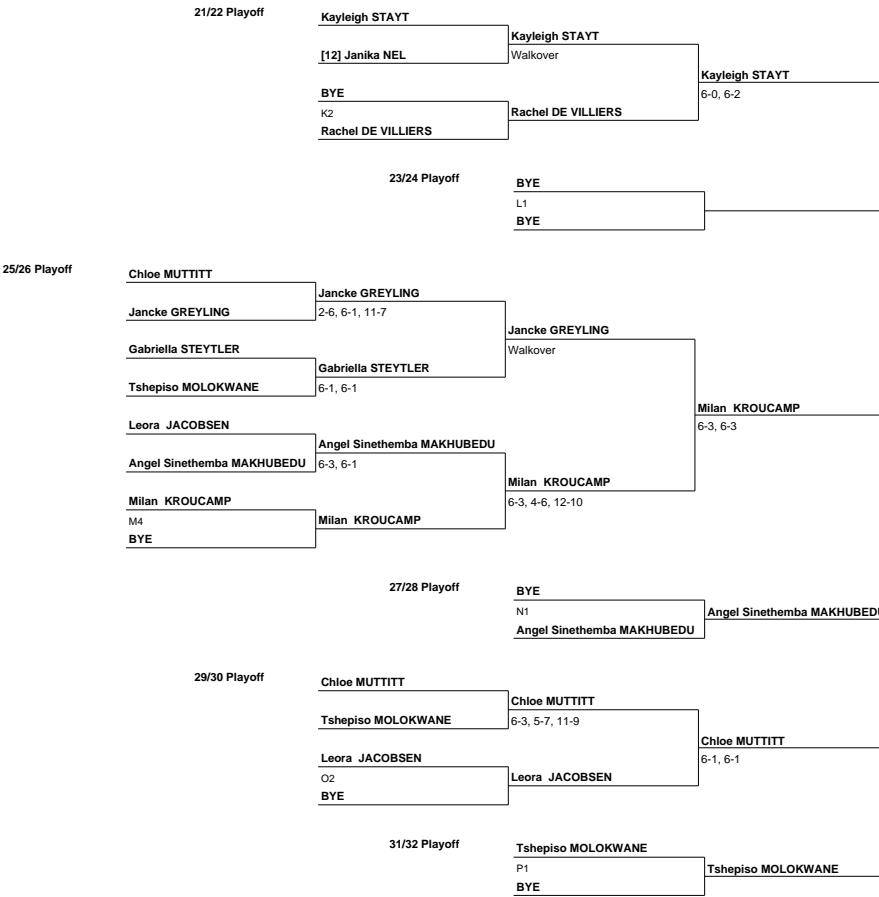 21/22 Playoff
Kayleigh STAYT
[12] Janika NEL
Kayleigh STAYT
Walkover
BYE
K2
Rachel DE VILLIERS
Rachel DE VILLIERS
Kayleigh STAYT
6-0, 6-2
23/24 Playoff
BYE
L1
BYE
25/26 Playoff
Chloe MUTTITT
Jancke GREYLING
Jancke GREYLING
2-6, 6-1, 11-7
Gabriella STEYTLER
Tshepiso MOLOKWANE
Gabriella STEYTLER
6-1, 6-1
Jancke GREYLING
Walkover
Leora JACOBSEN
Angel Sinethemba MAKHUBEDU
Angel Sinethemba MAKHUBEDU
6-3, 6-1
Milan KROUCAMP
M4
BYE
Milan KROUCAMP
Milan KROUCAMP
6-3, 4-6, 12-10
Milan KROUCAMP
6-3, 6-3
27/28 Playoff
BYE
N1
Angel Sinethemba MAKHUBEDU
Angel Sinethemba MAKHUBEDU
29/30 Playoff
Chloe MUTTITT
Tshepiso MOLOKWANE
Chloe MUTTITT
6-3, 5-7, 11-9
Leora JACOBSEN
O2
BYE
Leora JACOBSEN
Chloe MUTTITT
6-1, 6-1
31/32 Playoff
Tshepiso MOLOKWANE
P1
BYE
Tshepiso MOLOKWANE